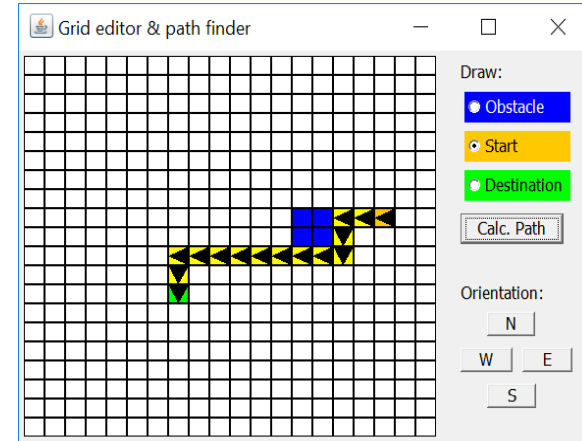 Grid editor & path finder
Draw:
Obstacle
Start
Destination
Calc. Path
Orientation:
N
W E
S